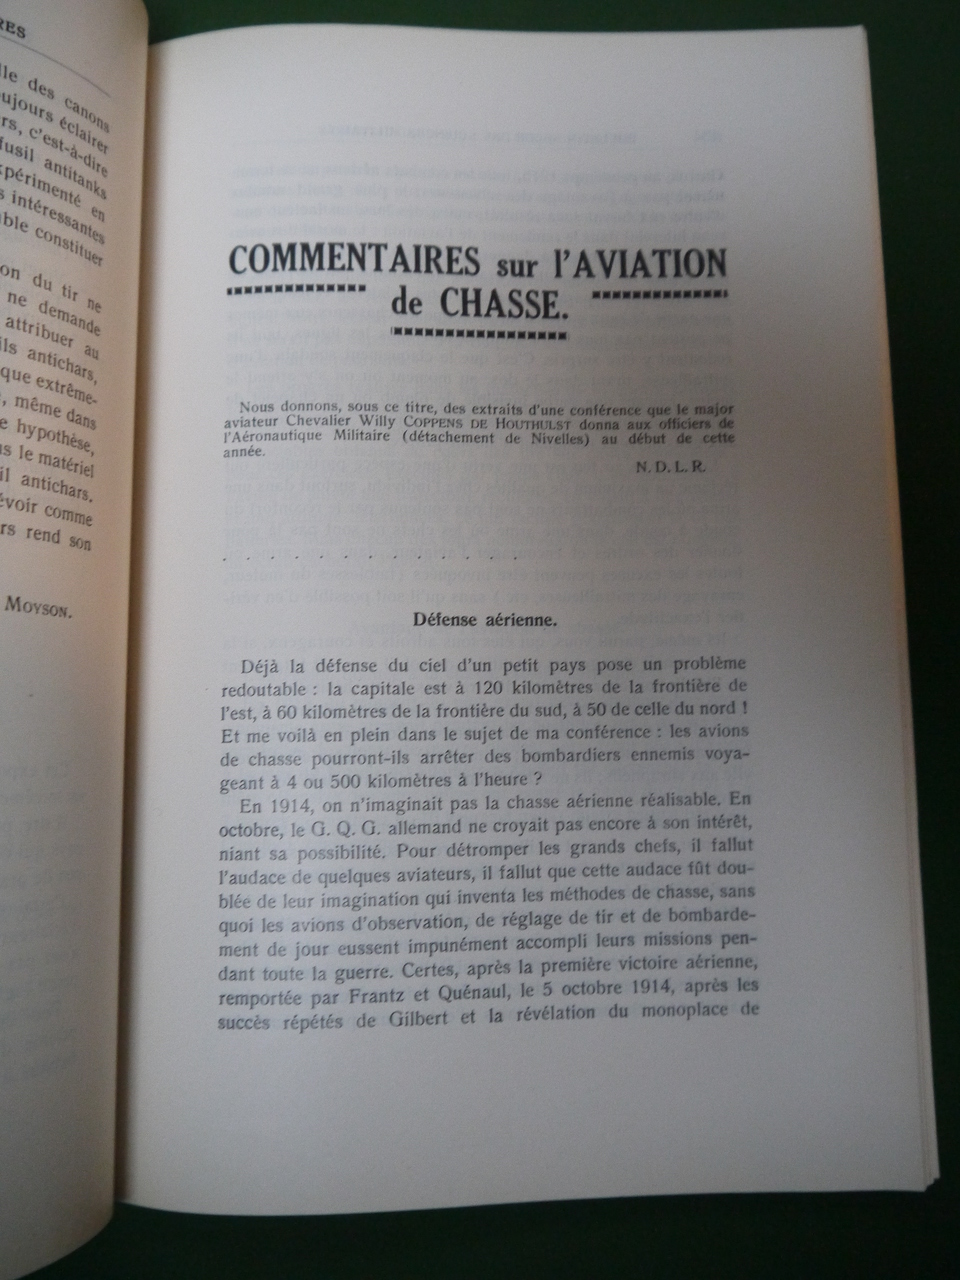 RES
lle des canons
oujours éclairer
rs, c'est-à-dire
fusil antitanks
xpérimenté en
s intéressantes
ble constituer
on du tir ne
ne demande
attribuer au
ils antichars,
que extrême-
, même dans
e hypothèse,
us le matériel
il antichars.
évoir comme
rs rend son
MOYSON.
COMMENTAIRES sur l'AVIATION
de CHASSE.
Nous donnons, sous ce titre, des extraits d'une conférence que le major
aviateur Chevalier Willy COPPENS DE HOUTHULST donna aux officiers de
l'Aéronautique Militaire (détachement de Nivelles) au début de cette
année.
N. D. L. R.
. . . . . . . . . . . . .
Défense aérienne.
Déjà la défense du ciel d'un petit pays pose un problème
redoutable : la capitale est à 120 kilomètres de la frontière de
l'est, à 60 kilomètres de la frontière du sud, à 50 de celle du nord !
Et me voilà en plein dans le sujet de ma conférence : les avions
de chasse pourront-ils arrêter des bombardiers ennemis voya-
geant à 4 ou 500 kilomètres à l'heure ?
En 1914, on n'imaginait pas la chasse aérienne réalisable. En
octobre, le G. Q. G. allemand ne croyait pas encore à son intérêt,
niant sa possibilité. Pour détromper les grands chefs, il fallut
l'audace de quelques aviateurs, il fallut que cette audace fût dou-
blée de leur imagination qui inventa les méthodes de chasse, sans
quoi les avions d'observation, de réglage de tir et de bombarde-
ment de jour eussent impunément accompli leurs missions pen-
dant toute la guerre. Certes, après la première victoire aérienne,
remportée par Frantz et Quénaul, le 5 octobre 1914, après les
succès répétés de Gilbert et la révélation du monoplace de